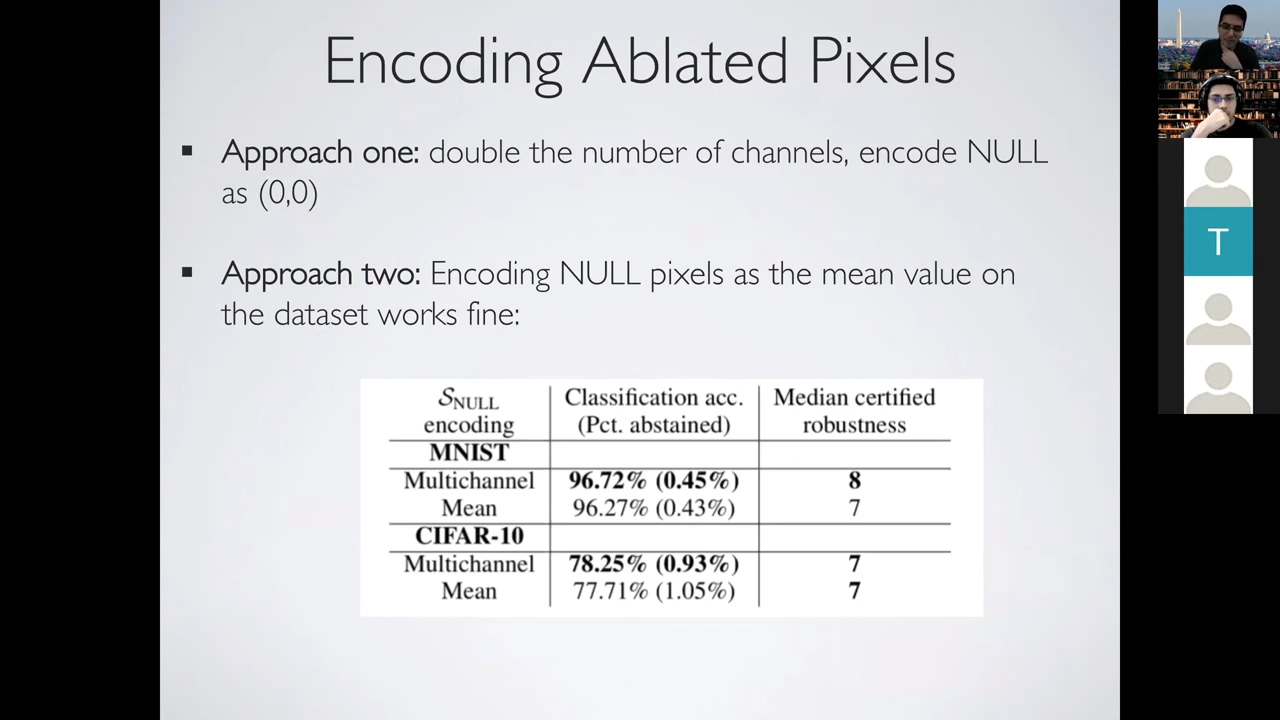 Encoding Ablated Pixels
▪ Approach one: double the number of channels, encode NULL
as (0,0)
▪ Approach two: Encoding NULL pixels as the mean value on
the dataset works fine:
S_NULL encoding | Classification acc. (Pct. abstained) | Median certified robustness
MNIST
Multichannel | 96.72% (0.45%) | 8
Mean | 96.27% (0.43%) | 7
CIFAR-10
Multichannel | 78.25% (0.93%) | 7
Mean | 77.71% (1.05%) | 7
T